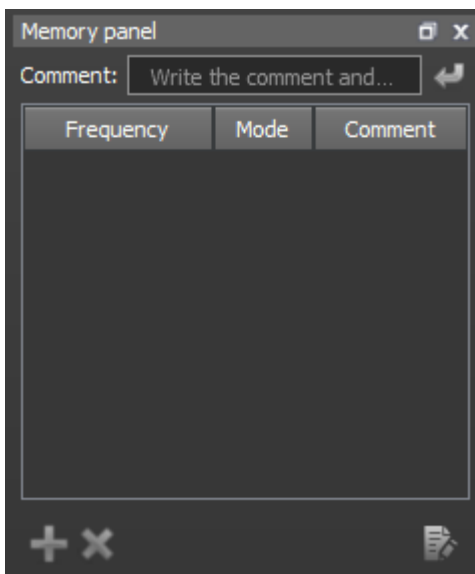 Memory panel
Comment: Write the comment and...
Frequency Mode Comment